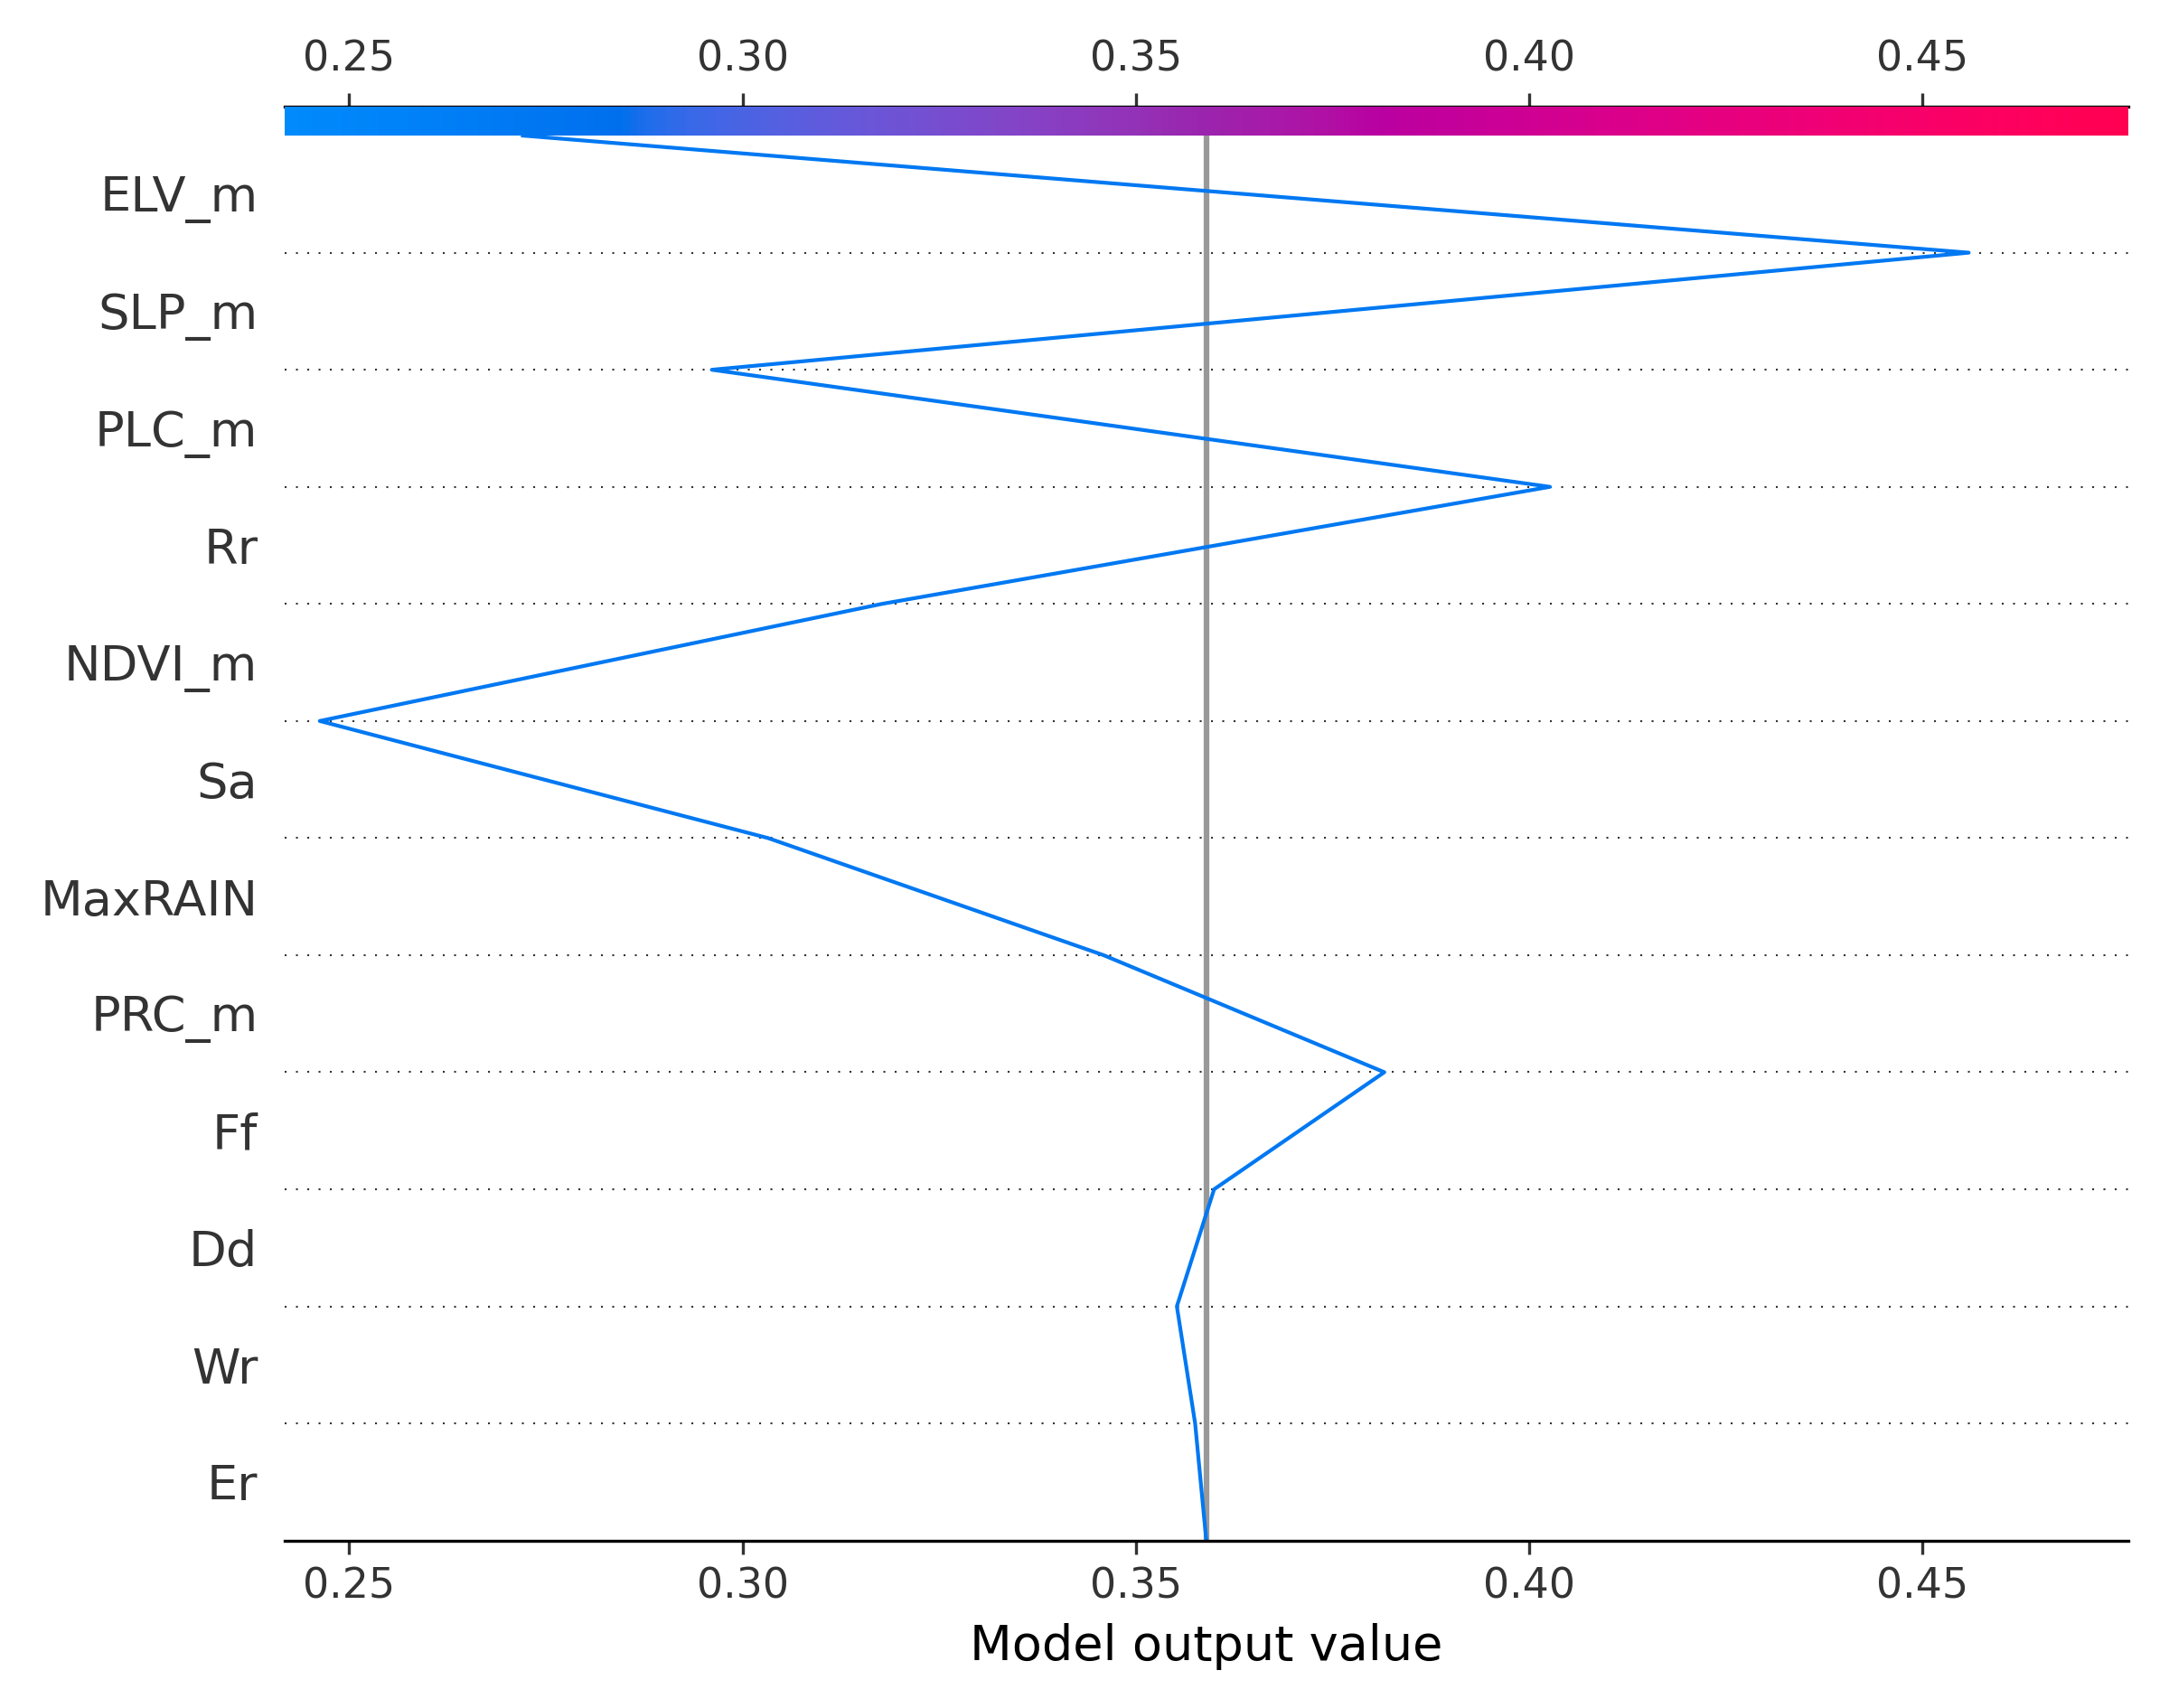 0.25 0.30 0.35 0.40 0.45
ELV_m
SLP_m
PLC_m
Rr
NDVI_m
Sa
MaxRAIN
PRC_m
Ff
Dd
Wr
Er
0.25 0.30 0.35 0.40 0.45
Model output value